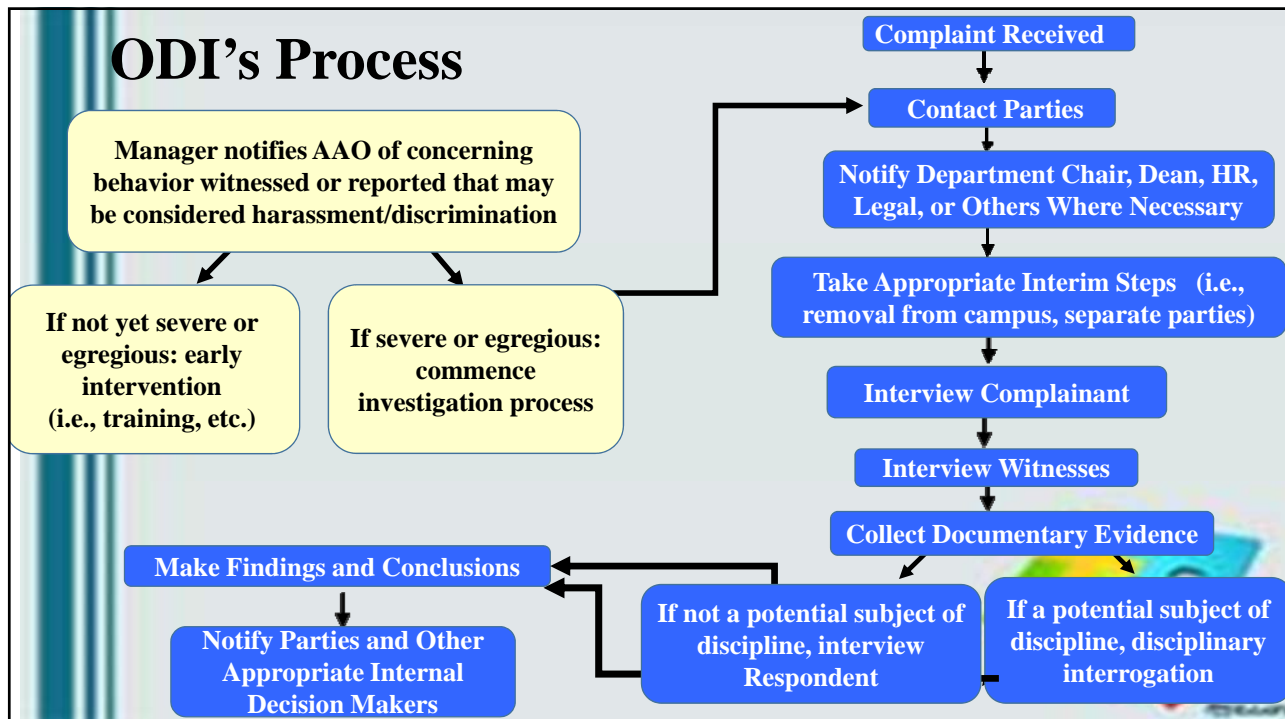 ODI's Process
Manager notifies AAO of concerning
behavior witnessed or reported that may
be considered harassment/discrimination
If not yet severe or
egregious: early
intervention
(i.e., training, etc.)
If severe or egregious:
commence
investigation process
Complaint Received
Contact Parties
Notify Department Chair, Dean, HR,
Legal, or Others Where Necessary
Take Appropriate Interim Steps (i.e.,
removal from campus, separate parties)
Interview Complainant
Interview Witnesses
Collect Documentary Evidence
If not a potential subject of
discipline, interview
Respondent
If a potential subject of
discipline, disciplinary
interrogation
Make Findings and Conclusions
Notify Parties and Other
Appropriate Internal
Decision Makers